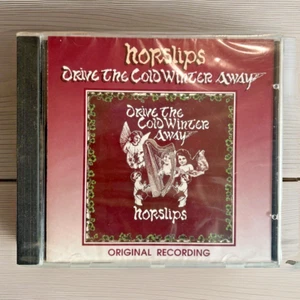 horslips
Drive The Cold Winter Away
Drive The
Cold Winter
Away
horslips
ORIGINAL RECORDING